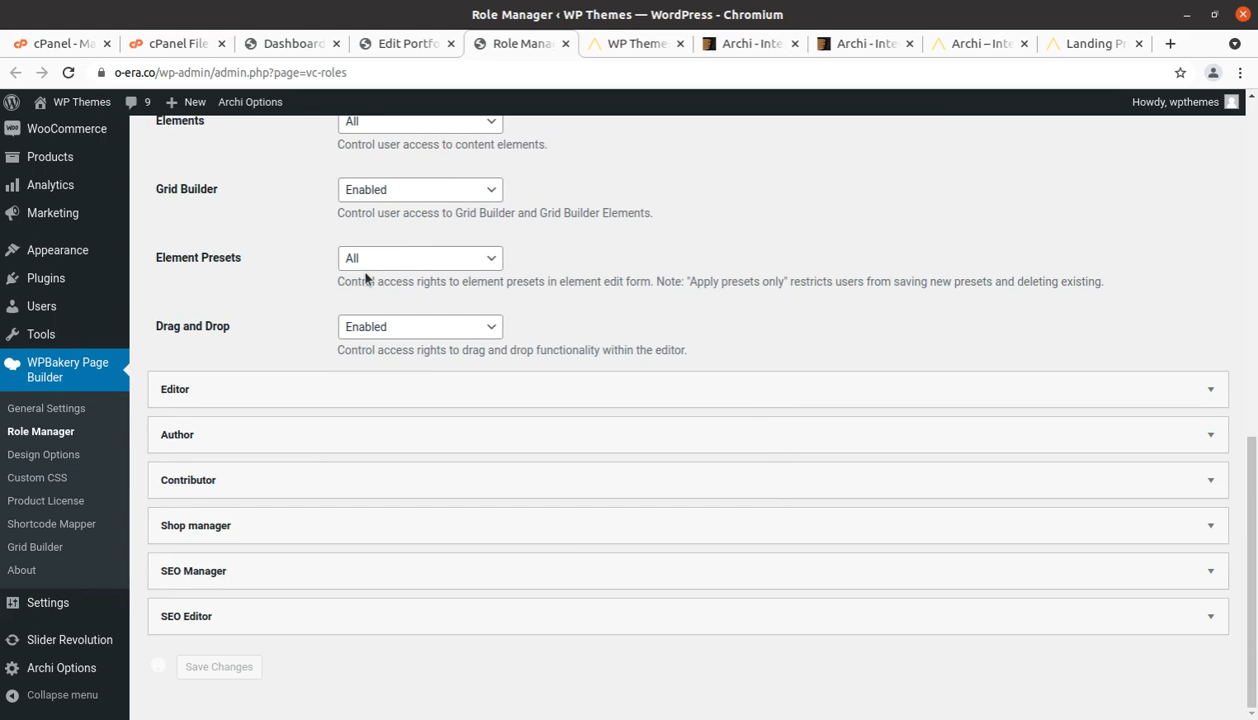 Role Manager ‹ WP Themes — WordPress - Chromium
cPanel - Ma
cPanel File
Dashboard
Edit Portfo
Role Mana
WP Theme
Archi - Inte
Archi - Inte
Archi – Inte
Landing Pr
o-era.co/wp-admin/admin.php?page=vc-roles
WP Themes
9
New
Archi Options
Howdy, wpthemes
WooCommerce
Products
Analytics
Marketing
Appearance
Plugins
Users
Tools
WPBakery Page
Builder
General Settings
Role Manager
Design Options
Custom CSS
Product License
Shortcode Mapper
Grid Builder
About
Settings
Slider Revolution
Archi Options
Collapse menu
Elements
All
Control user access to content elements.
Grid Builder
Enabled
Control user access to Grid Builder and Grid Builder Elements.
Element Presets
All
Control access rights to element presets in element edit form. Note: "Apply presets only" restricts users from saving new presets and deleting existing.
Drag and Drop
Enabled
Control access rights to drag and drop functionality within the editor.
Editor
Author
Contributor
Shop manager
SEO Manager
SEO Editor
Save Changes